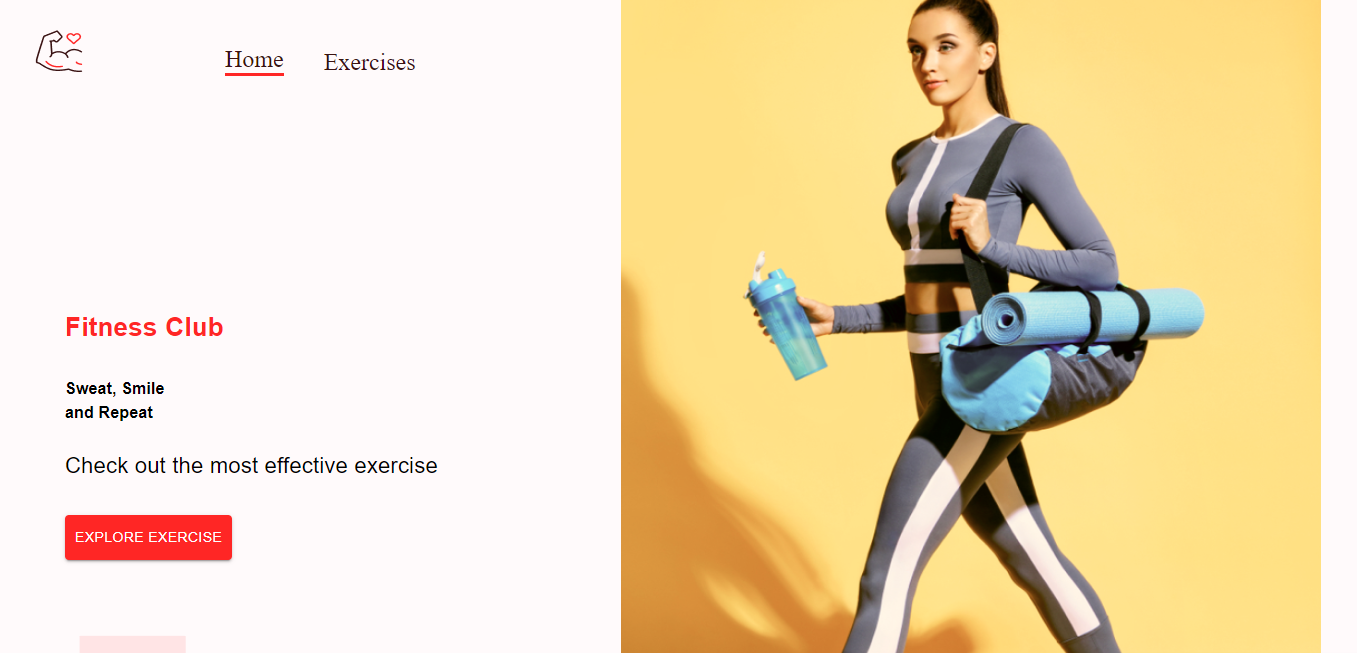 Home
Exercises
Fitness Club
Sweat, Smile
and Repeat
Check out the most effective exercise
EXPLORE EXERCISE